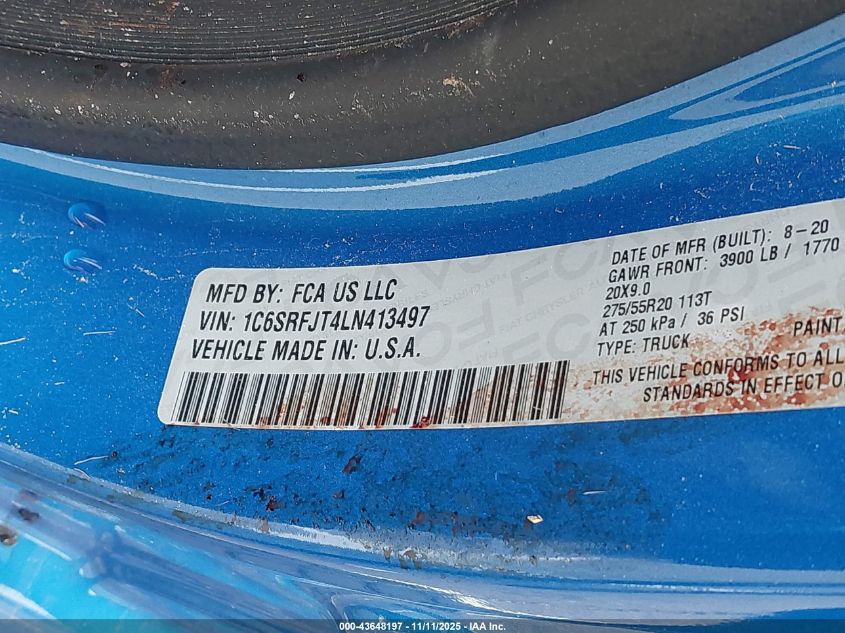 MFD BY: FCA US LLC
VIN: 1C6SRFJT4LN413497
VEHICLE MADE IN: U.S.A.
DATE OF MFR (BUILT): 8-20
GAWR FRONT: 3900 LB / 1770
20X9.0
275/55R20 113T
AT 250 kPa / 36 PSI
TYPE: TRUCK
PAINT:
THIS VEHICLE CONFORMS TO ALL
STANDARDS IN EFFECT O
000-43648197 - 11/11/2025 - IAA Inc.